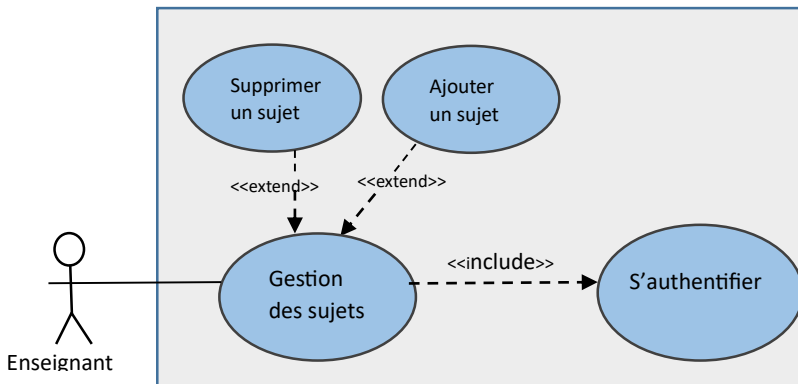 Supprimer
un sujet
Ajouter
un sujet
<<extend>>
<<extend>>
Gestion
des sujets
<<include>>
S’authentifier
Enseignant